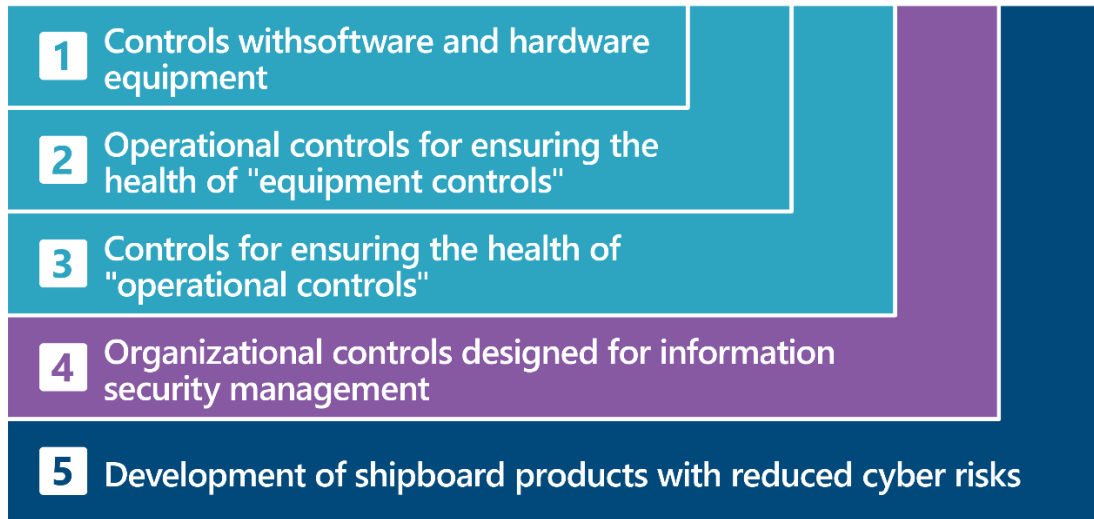 1
Controls withsoftware and hardware
equipment
2
Operational controls for ensuring the
health of "equipment controls"
3
Controls for ensuring the health of
"operational controls"
4
Organizational controls designed for information
security management
5
Development of shipboard products with reduced cyber risks